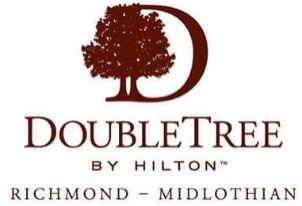 D
DOUBLETREE
BY HILTON™
RICHMOND – MIDLOTHIAN